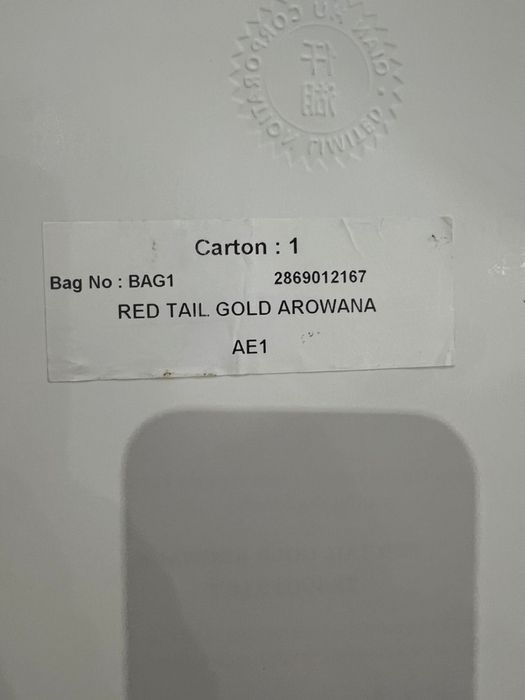 Carton : 1
Bag No : BAG1 2869012167
RED TAIL GOLD AROWANA
AE1